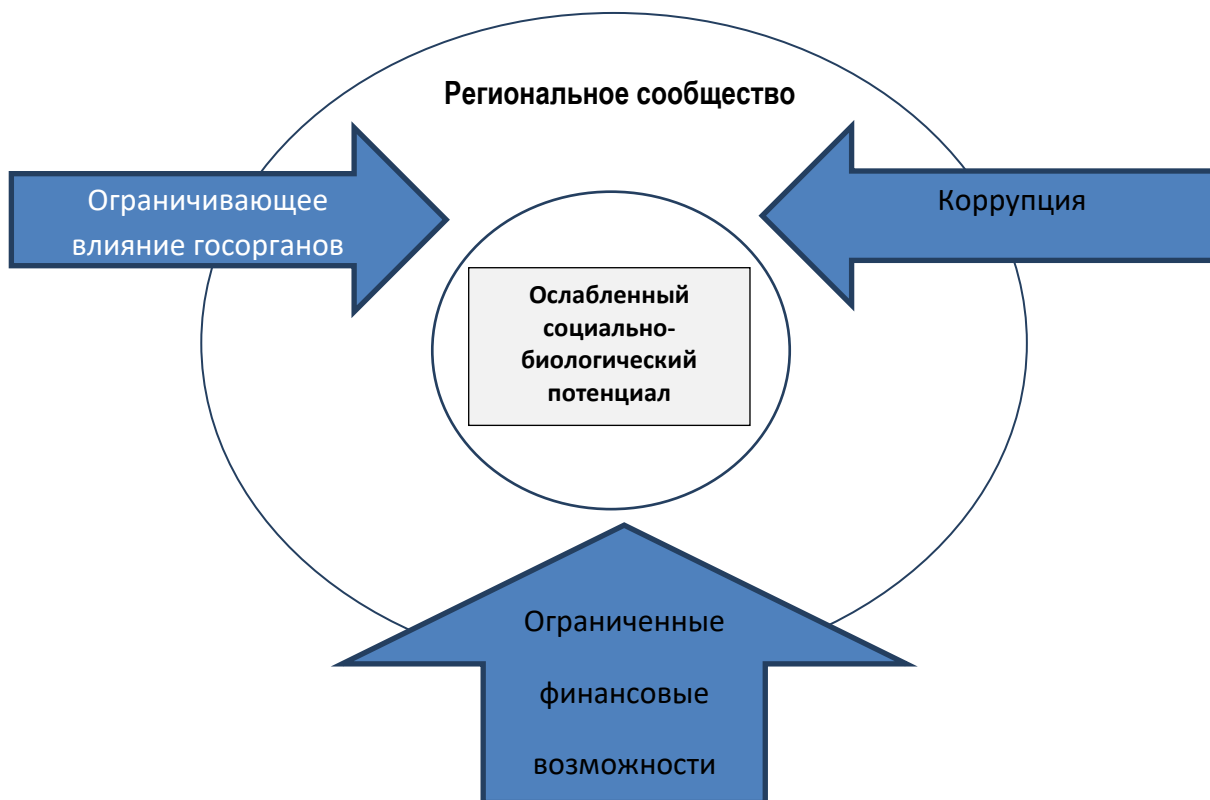 Региональное сообщество
Ограничивающее
влияние госорганов
Коррупция
Ослабленный
социально-
биологический
потенциал
Ограниченные
финансовые
возможности